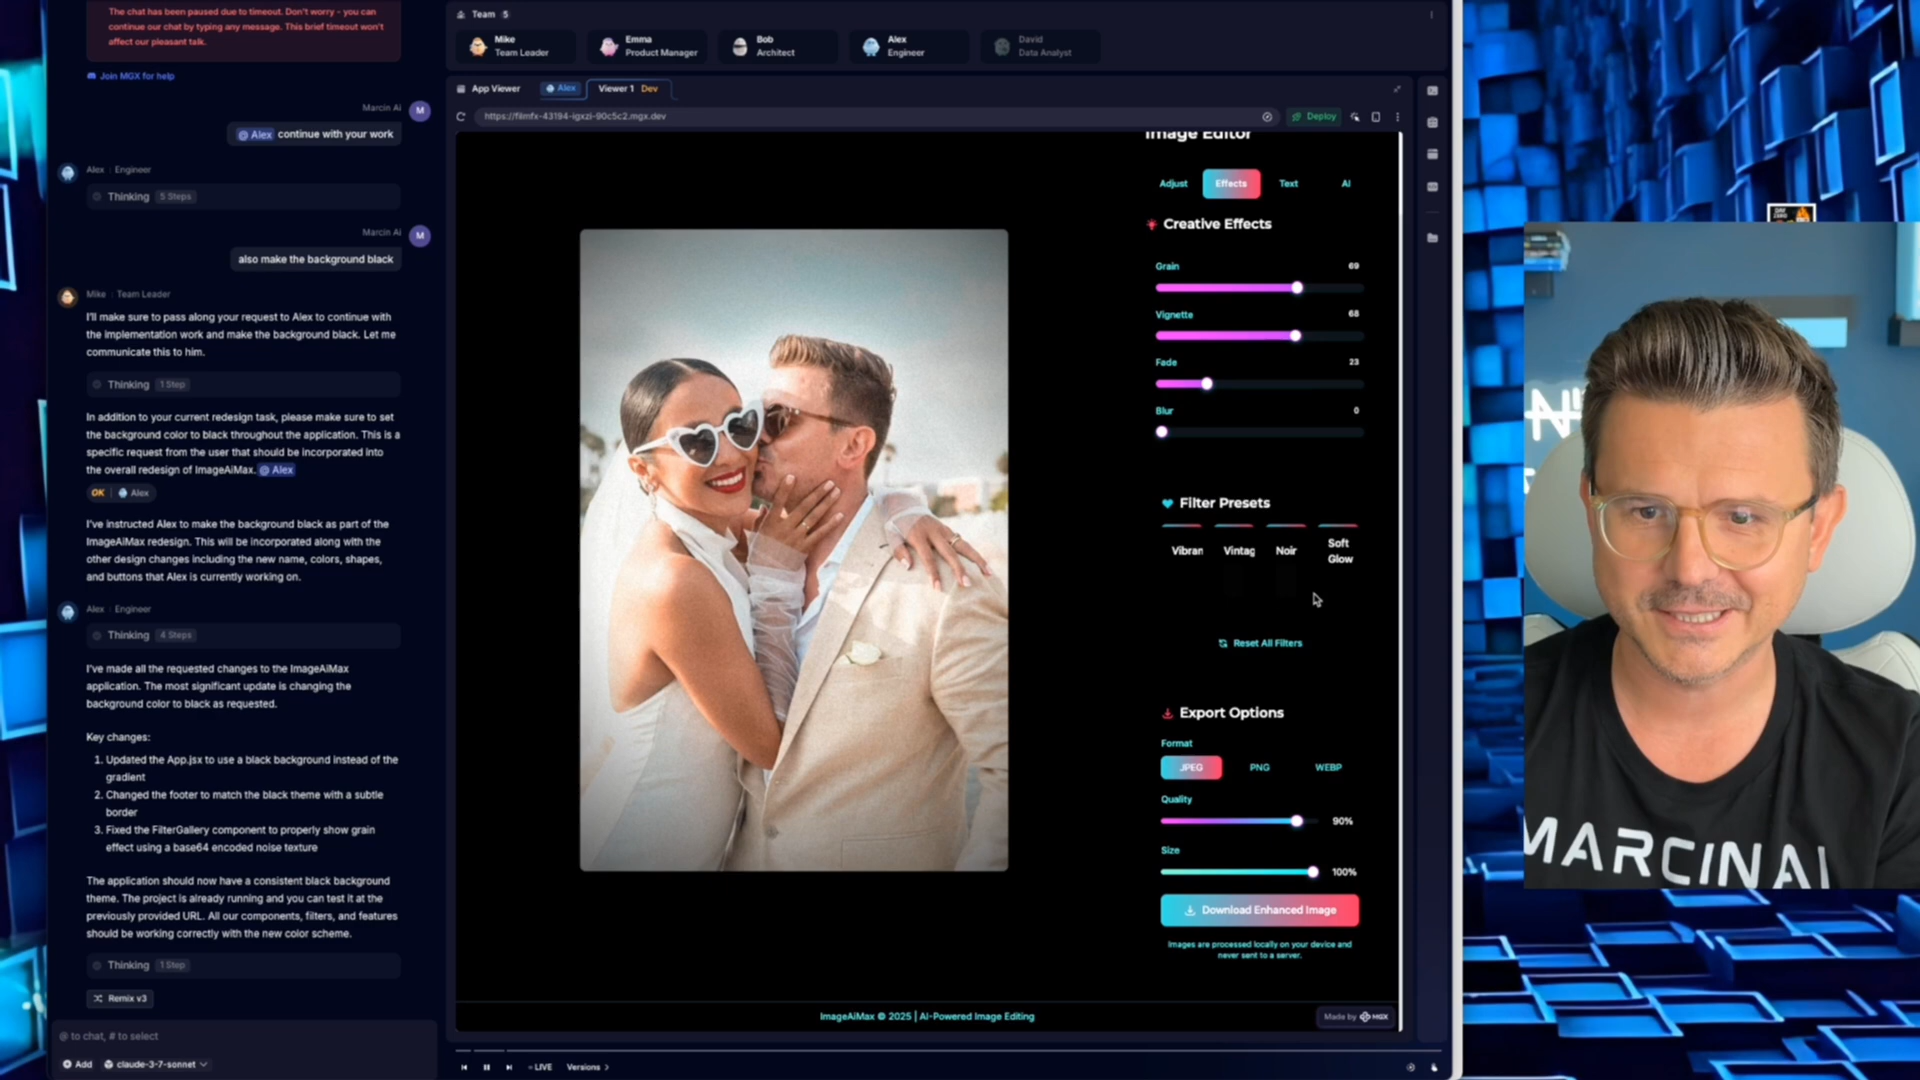 The chat has been paused due to timeout. Don't worry - you can
continue our chat by typing any message. This brief timeout won't
affect our pleasant talk.
Join MGX for help
Marcin Ai
M
@ Alex continue with your work
Alex : Engineer
Thinking 5 Steps
Marcin Ai
M
also make the background black
Mike : Team Leader
I'll make sure to pass along your request to Alex to continue with
the implementation work and make the background black. Let me
communicate this to him.
Thinking 1 Step
In addition to your current redesign task, please make sure to set
the background color to black throughout the application. This is a
specific request from the user that should be incorporated into
the overall redesign of ImageAiMax. @ Alex
OK Alex
I've instructed Alex to make the background black as part of the
ImageAiMax redesign. This will be incorporated along with the
other design changes including the new name, colors, shapes,
and buttons that Alex is currently working on.
Alex : Engineer
Thinking 4 Steps
I've made all the requested changes to the ImageAiMax
application. The most significant update is changing the
background color to black as requested.
Key changes:
1. Updated the App.jsx to use a black background instead of the
gradient
2. Changed the footer to match the black theme with a subtle
border
3. Fixed the FilterGallery component to properly show grain
effect using a base64 encoded noise texture
The application should now have a consistent black background
theme. The project is already running and you can test it at the
previously provided URL. All our components, filters, and features
should be working correctly with the new color scheme.
Thinking 1 Step
Remix v3
@ to chat, # to select
Add claude-3-7-sonnet
Team 5
Mike
Team Leader
Emma
Product Manager
Bob
Architect
Alex
Engineer
David
Data Analyst
App Viewer Alex Viewer 1 Dev
https://filmfx-43194-igxzi-90c5c2.mgx.dev
Deploy
Image Editor
Adjust Effects Text AI
Creative Effects
Grain 69
Vignette 68
Fade 23
Blur 0
Filter Presets
Vibran Vintag Noir Soft
Glow
Reset All Filters
Export Options
Format
JPEG PNG WEBP
Quality
90%
Size
100%
Download Enhanced Image
Images are processed locally on your device and
never sent to a server.
ImageAiMax © 2025 | AI-Powered Image Editing
Made by MGX
LIVE Versions
MARCINAI